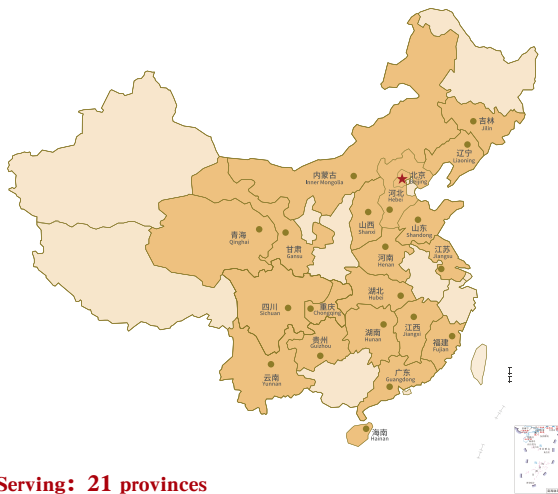 吉林
Jilin
辽宁
Liaoning
内蒙古
Inner Mongolia
北京
Beijing
河北
Hebei
山西
Shanxi
山东
Shandong
青海
Qinghai
甘肃
Gansu
河南
Henan
江苏
Jiangsu
四川
Sichuan
重庆
Chongqing
湖北
Hubei
湖南
Hunan
江西
Jiangxi
贵州
Guizhou
福建
Fujian
云南
Yunnan
广东
Guangdong
海南
Hainan
Serving: 21 provinces